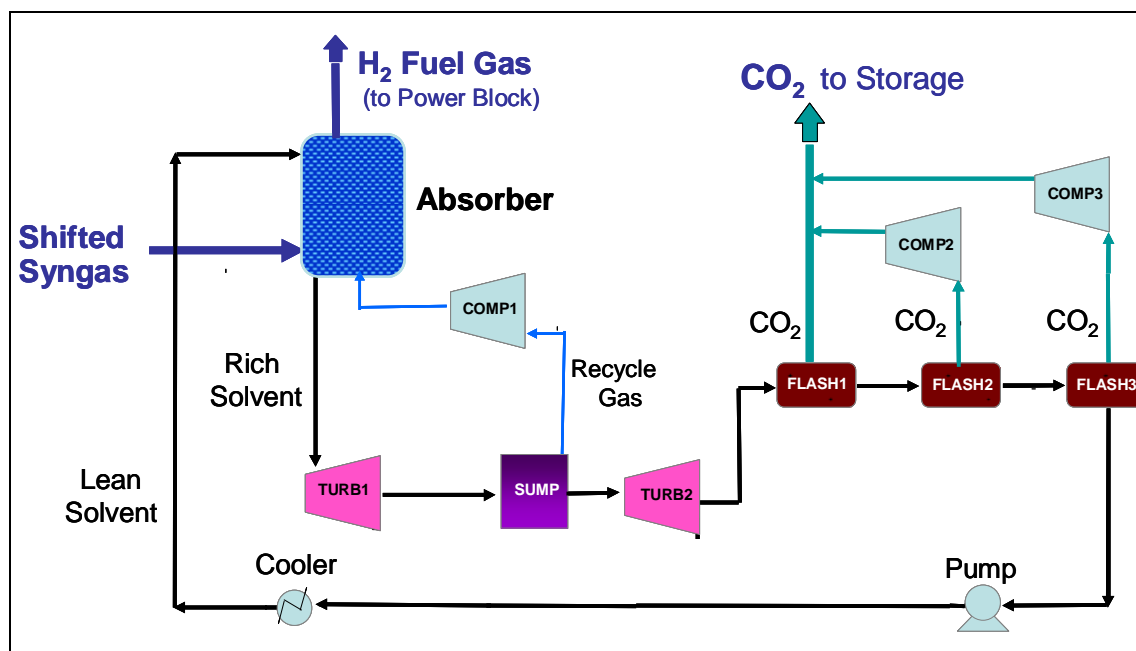 H₂ Fuel Gas
(to Power Block)
CO₂ to Storage
Absorber
COMP3
Shifted
Syngas
COMP2
COMP1
CO₂
CO₂
CO₂
Rich
Solvent
Recycle
Gas
FLASH1
FLASH2
FLASH3
Lean
Solvent
TURB1
SUMP
TURB2
Cooler
Pump